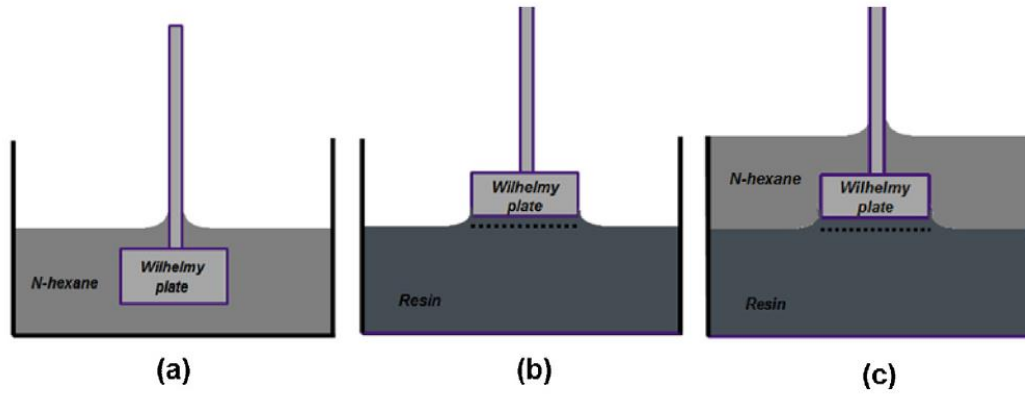 N-hexane
Wilhelmy
plate
(a)
Wilhelmy
plate
Resin
(b)
N-hexane
Wilhelmy
plate
Resin
(c)